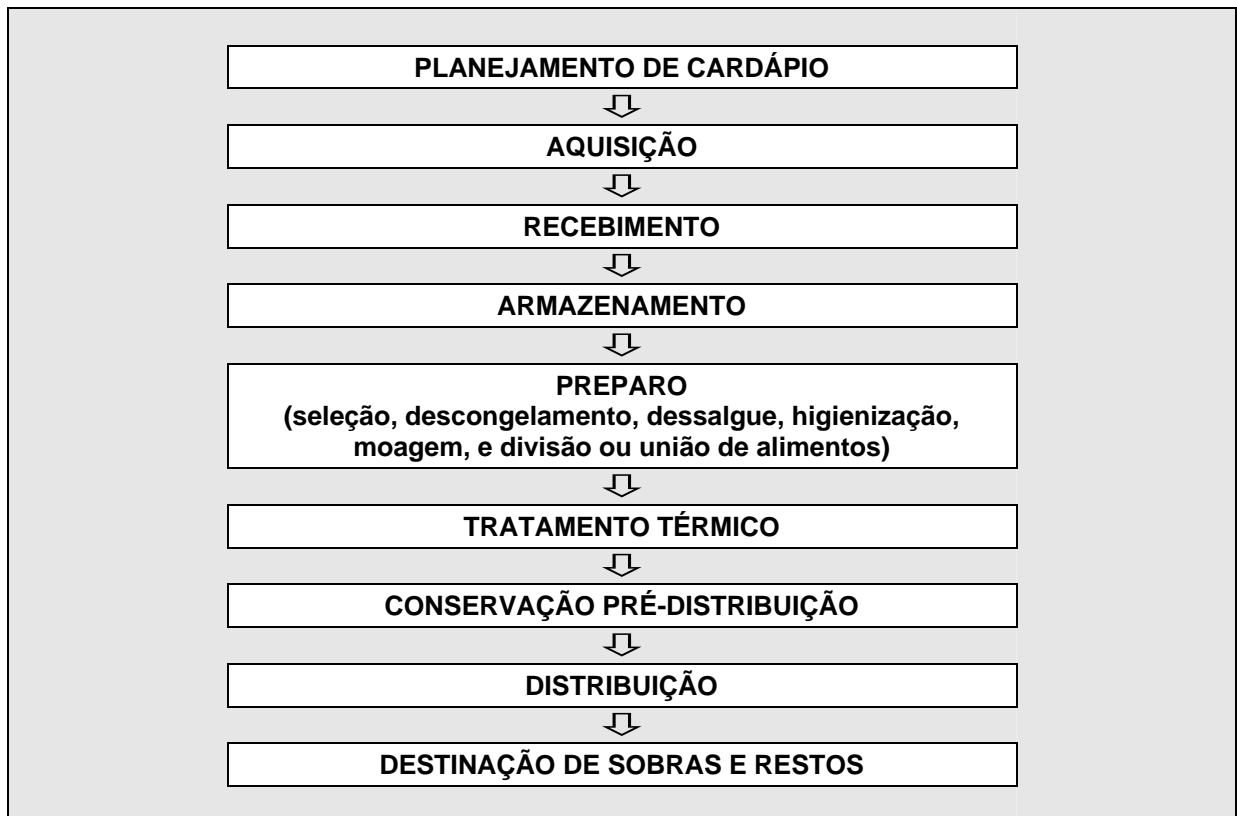 PLANEJAMENTO DE CARDÁPIO
AQUISIÇÃO
RECEBIMENTO
ARMAZENAMENTO
PREPARO
(seleção, descongelamento, dessalgue, higienização,
moagem, e divisão ou união de alimentos)
TRATAMENTO TÉRMICO
CONSERVAÇÃO PRÉ-DISTRIBUIÇÃO
DISTRIBUIÇÃO
DESTINAÇÃO DE SOBRAS E RESTOS